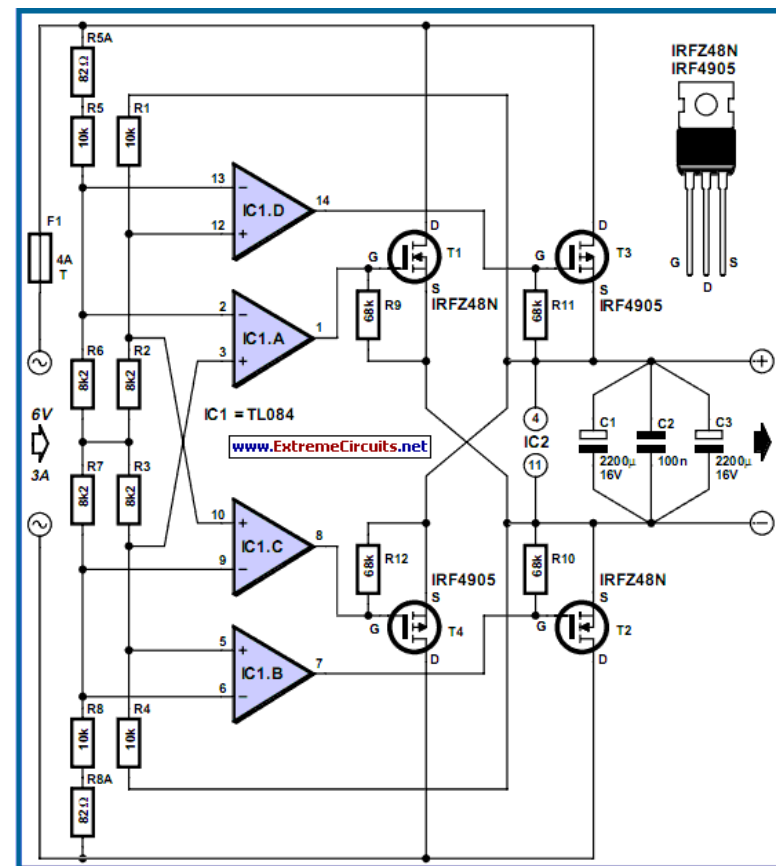 R5A
82Ω
R5
R1
10k
10k
IRFZ48N
IRF4905
G
D
S
F1
4A
T
13
−
IC1.D
14
12
+
D
G
T1
S
IRFZ48N
D
G
T3
S
IRF4905
2
−
IC1.A
1
3
+
R9
68k
R11
68k
R6
R2
8k2
8k2
IC1 = TL084
6V
3A
www.ExtremeCircuits.net
4
IC2
11
+
−
C1
2200µ
16V
C2
100n
C3
2200µ
16V
R7
R3
8k2
8k2
10
+
IC1.C
8
9
−
R12
68k
IRF4905
S
G
T4
D
R10
68k
IRFZ48N
S
G
T2
D
5
+
IC1.B
7
6
−
R8
R4
10k
10k
R8A
82Ω